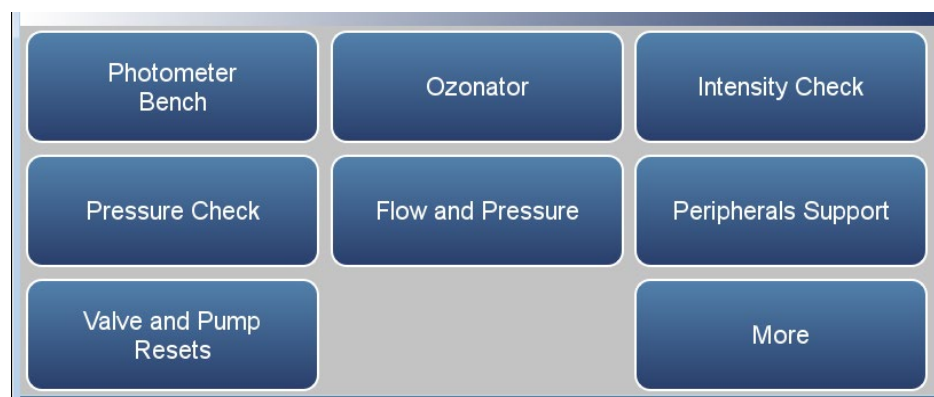 Photometer
Bench
Ozonator
Intensity Check
Pressure Check
Flow and Pressure
Peripherals Support
Valve and Pump
Resets
More